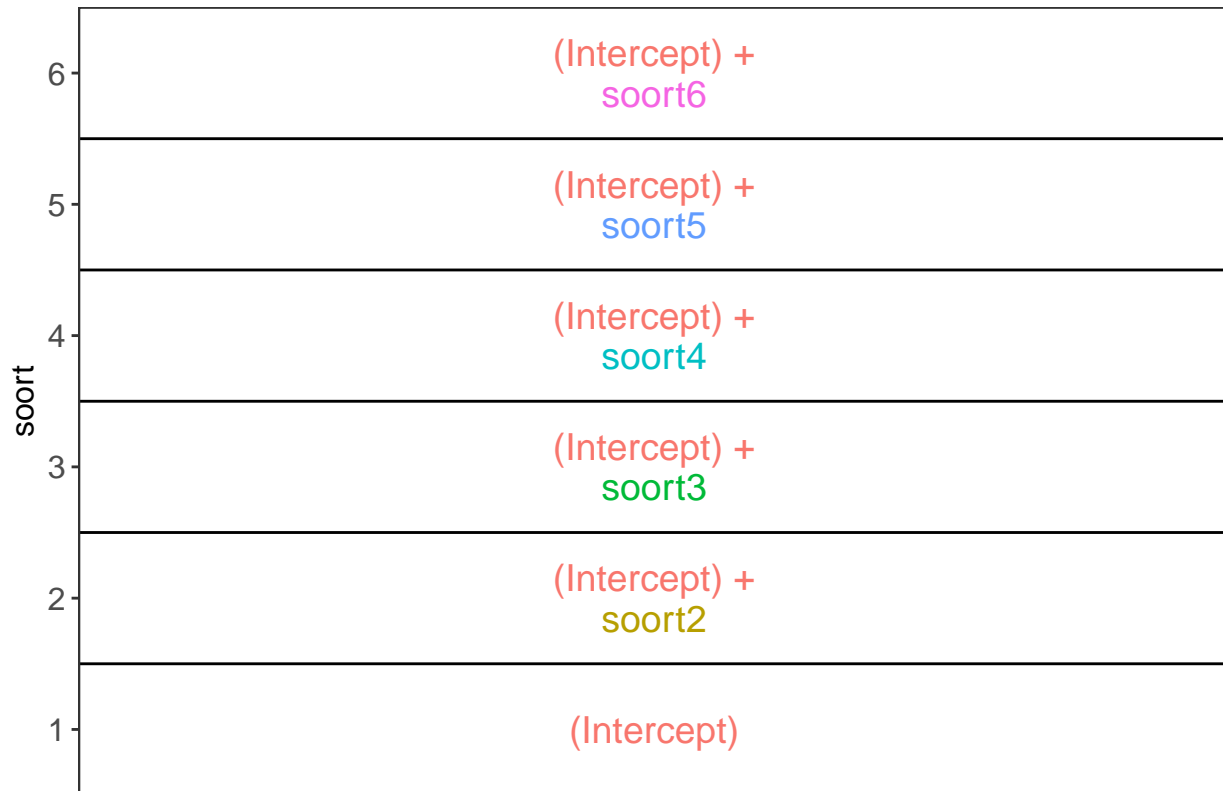 6
(Intercept) +
soort6
5
(Intercept) +
soort5
4
(Intercept) +
soort4
soort
3
(Intercept) +
soort3
2
(Intercept) +
soort2
1
(Intercept)